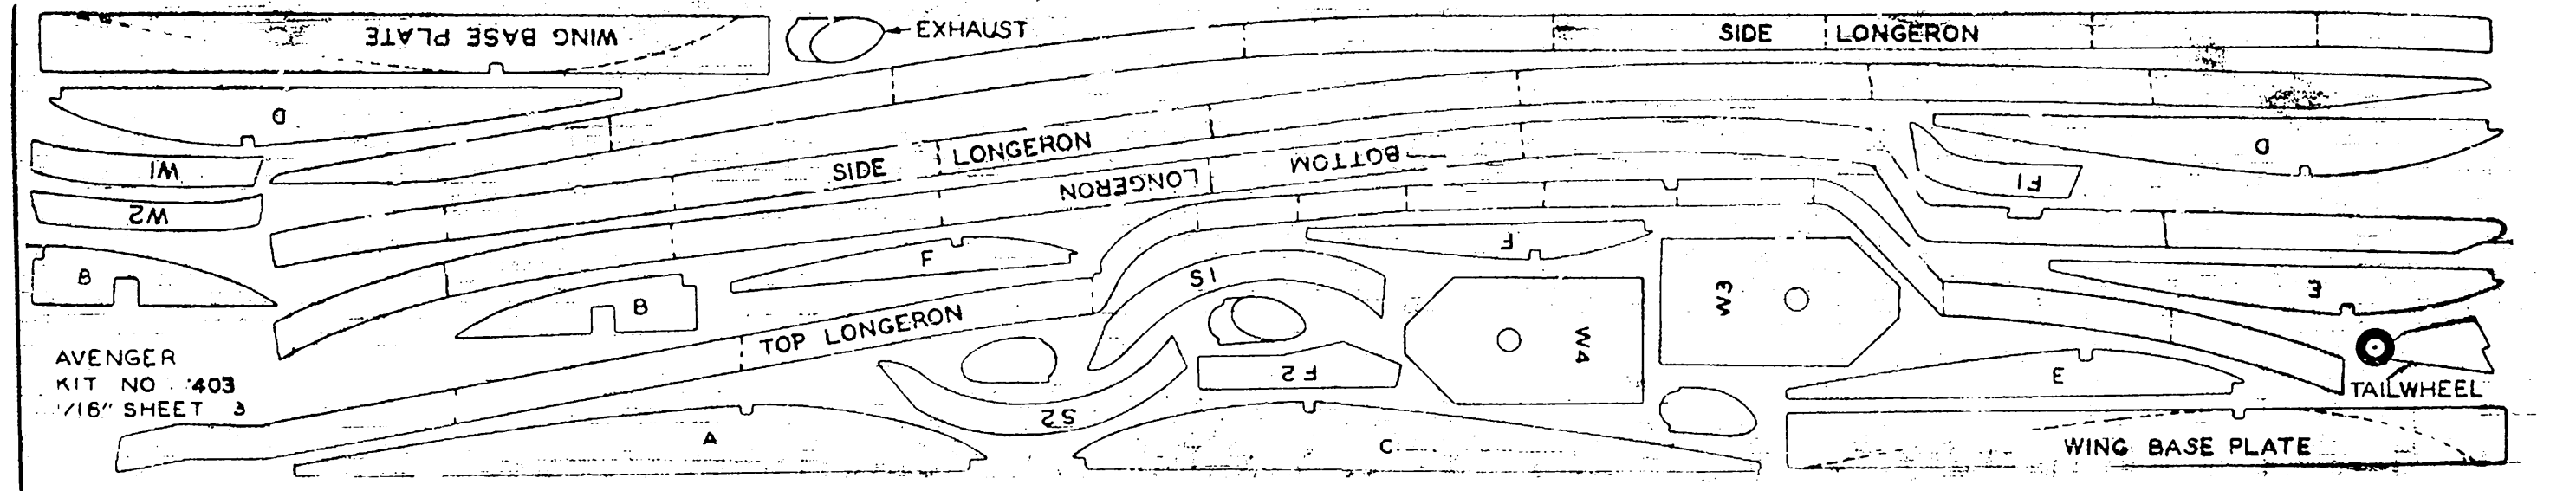 WING BASE PLATE
EXHAUST
SIDE LONGERON
D
SIDE LONGERON
BOTTOM LONGERON
D
W1
F1
W2
B
F
F
S1
W3
E
B
TOP LONGERON
W4
AVENGER
KIT NO. 403
1/16" SHEET 3
F2
E
TAILWHEEL
S2
A
C
WING BASE PLATE